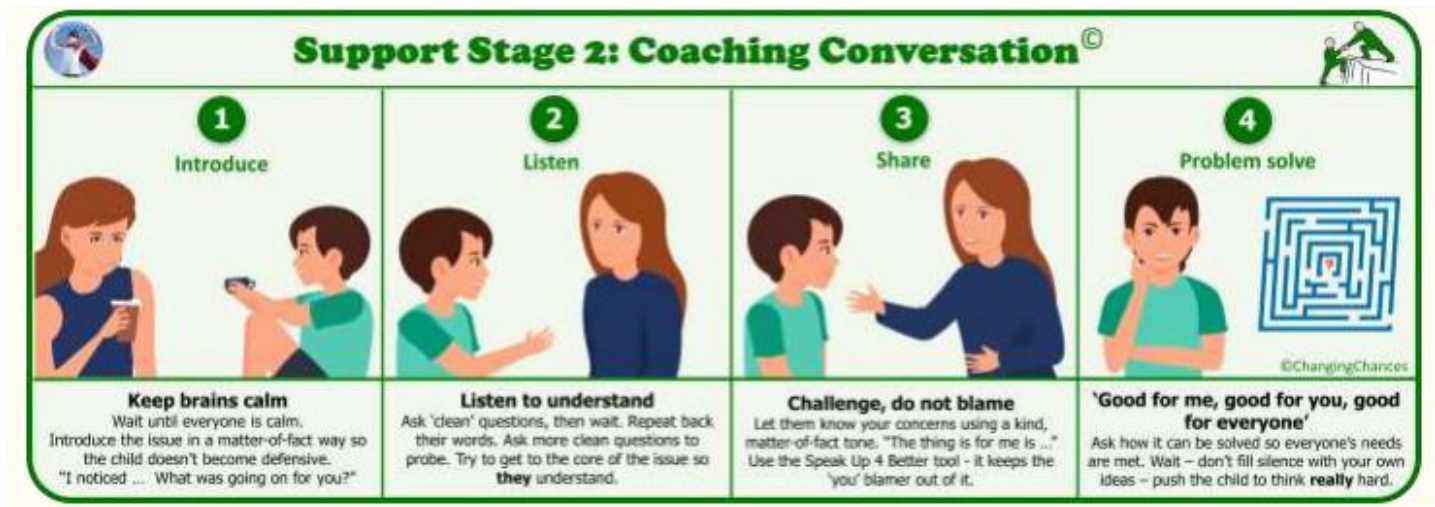 Support Stage 2: Coaching Conversation©
1
Introduce
Keep brains calm
Wait until everyone is calm.
Introduce the issue in a matter-of-fact way so
the child doesn't become defensive.
"I noticed ... What was going on for you?"
2
Listen
Listen to understand
Ask 'clean' questions, then wait. Repeat back
their words. Ask more clean questions to
probe. Try to get to the core of the issue so
they understand.
3
Share
Challenge, do not blame
Let them know your concerns using a kind,
matter-of-fact tone. "The thing is for me is ..."
Use the Speak Up 4 Better tool - it keeps the
'you' blamer out of it.
4
Problem solve
©ChangingChances
'Good for me, good for you, good
for everyone'
Ask how it can be solved so everyone's needs
are met. Wait – don't fill silence with your own
ideas – push the child to think really hard.